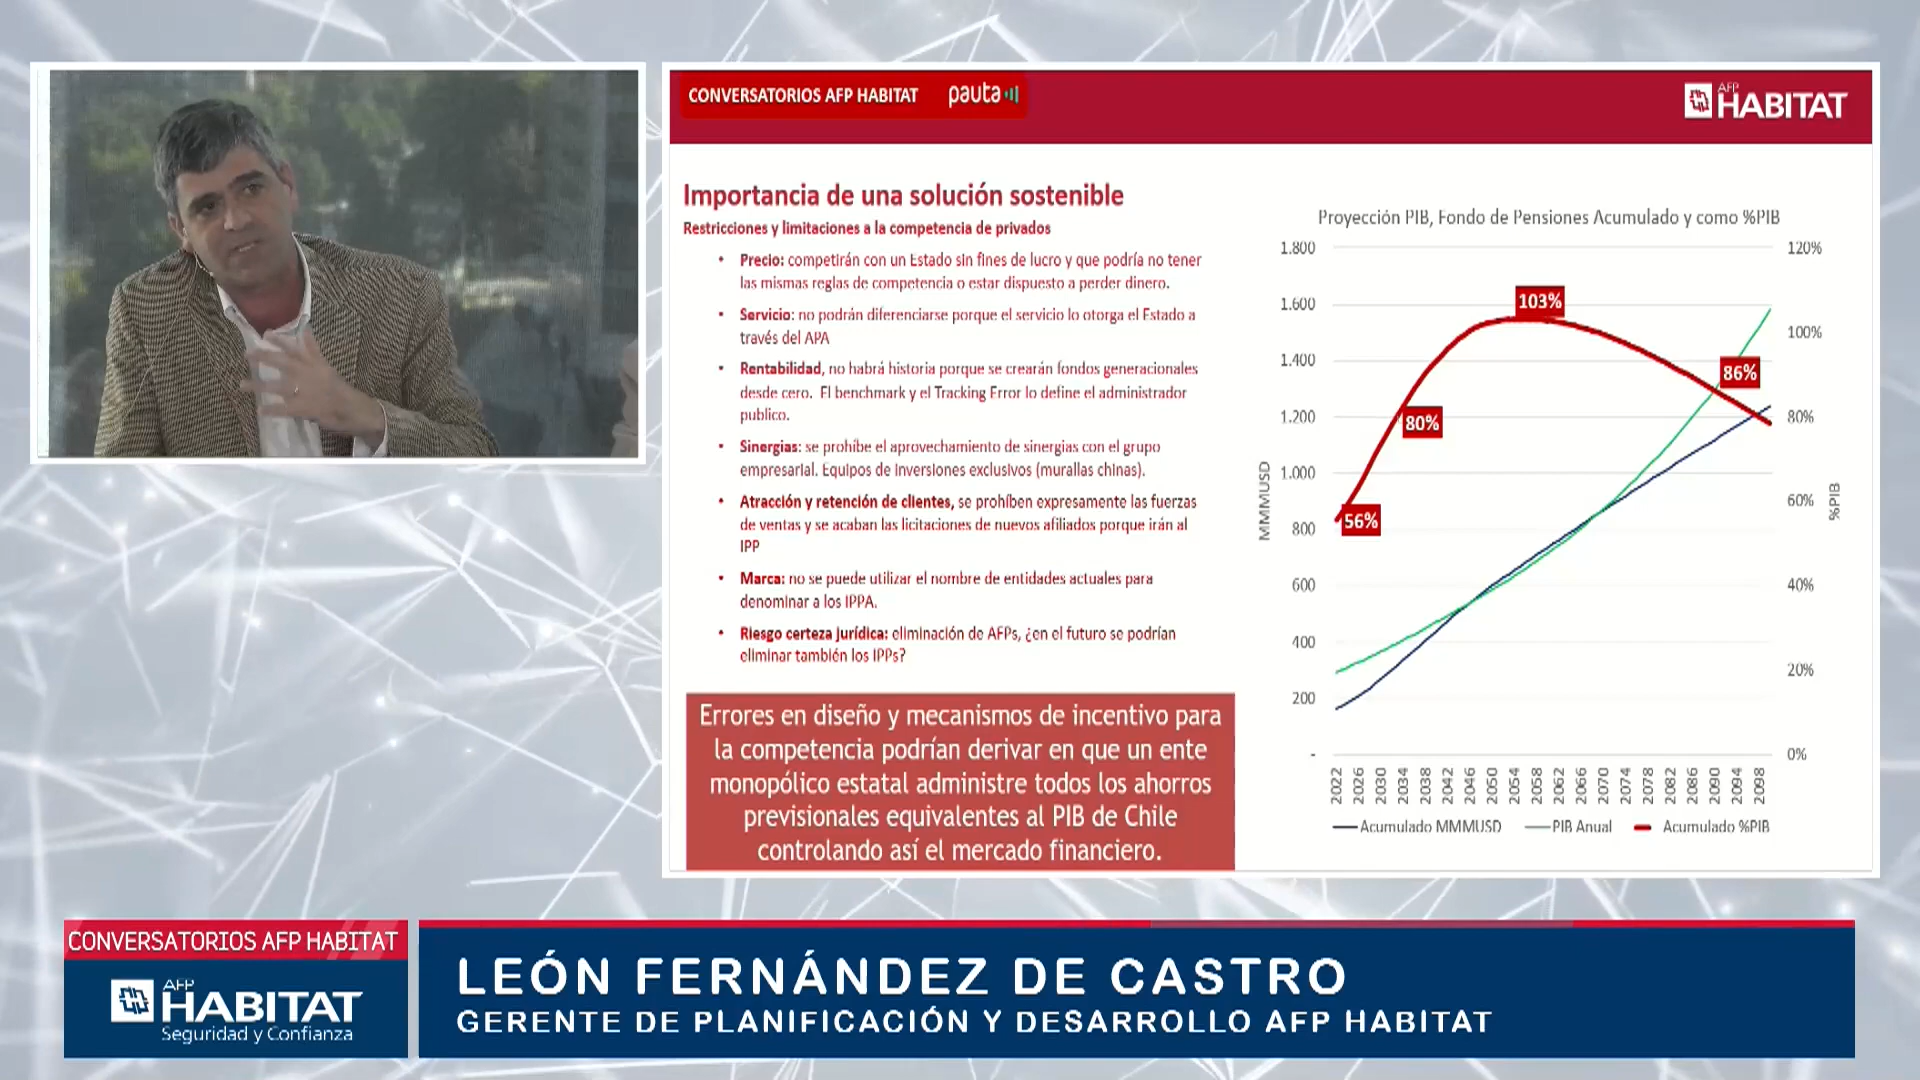 CONVERSATORIOS AFP HABITAT
pauta
AFP
HABITAT
Importancia de una solución sostenible
Restricciones y limitaciones a la competencia de privados
• Precio: competirán con un Estado sin fines de lucro y que podría no tener
las mismas reglas de competencia o estar dispuesto a perder dinero.
• Servicio: no podrán diferenciarse porque el servicio lo otorga el Estado a
través del APA
• Rentabilidad, no habrá historia porque se crearán fondos generacionales
desde cero. El benchmark y el Tracking Error lo define el administrador
publico.
• Sinergias: se prohíbe el aprovechamiento de sinergias con el grupo
empresarial. Equipos de inversiones exclusivos (murallas chinas).
• Atracción y retención de clientes, se prohíben expresamente las fuerzas
de ventas y se acaban las licitaciones de nuevos afiliados porque irán al
IPP
• Marca: no se puede utilizar el nombre de entidades actuales para
denominar a los IPPA.
• Riesgo certeza jurídica: eliminación de AFPs, ¿en el futuro se podrían
eliminar también los IPPs?
Errores en diseño y mecanismos de incentivo para
la competencia podrían derivar en que un ente
monopólico estatal administre todos los ahorros
previsionales equivalentes al PIB de Chile
controlando así el mercado financiero.
Proyección PIB, Fondo de Pensiones Acumulado y como %PIB
1.800
1.600
1.400
1.200
1.000
800
600
400
200
-
MMMUSD
120%
100%
80%
60%
40%
20%
0%
%PIB
56%
80%
103%
86%
2022 2026 2030 2034 2038 2042 2046 2050 2054 2058 2062 2066 2070 2074 2078 2082 2086 2090 2094 2098
Acumulado MMMUSD PIB Anual Acumulado %PIB
CONVERSATORIOS AFP HABITAT
AFP
HABITAT
Seguridad y Confianza
LEÓN FERNÁNDEZ DE CASTRO
GERENTE DE PLANIFICACIÓN Y DESARROLLO AFP HABITAT